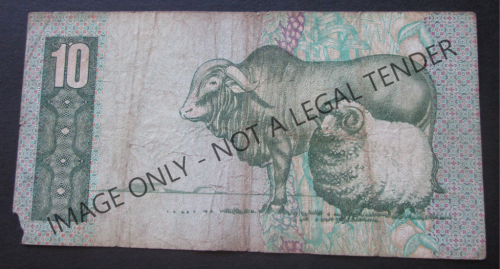 10
IMAGE ONLY - NOT A LEGAL TENDER